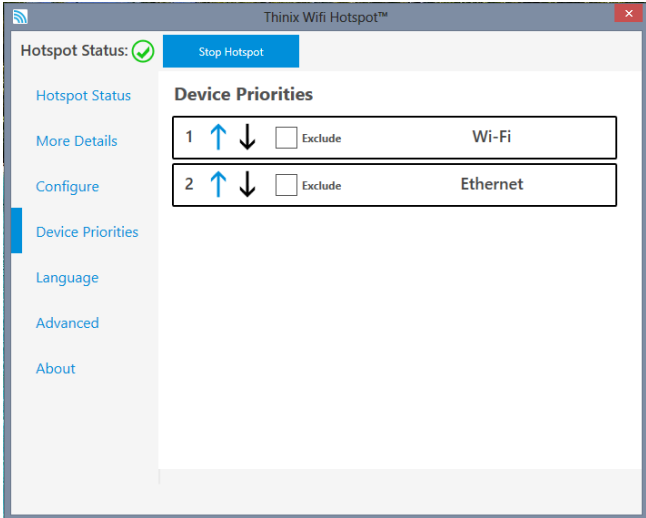 Thinix Wifi Hotspot™
Hotspot Status:
Stop Hotspot
Hotspot Status
More Details
Configure
Device Priorities
Language
Advanced
About
Device Priorities
1 Exclude Wi-Fi
2 Exclude Ethernet